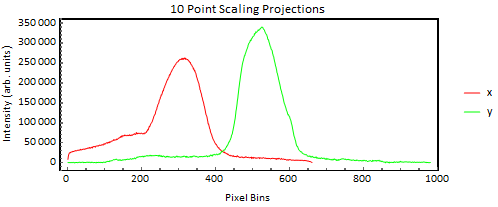 10 Point Scaling Projections
Intensity (arb. units)
350 000
300 000
250 000
200 000
150 000
100 000
50 000
0
0 200 400 600 800 1000
Pixel Bins
x
y